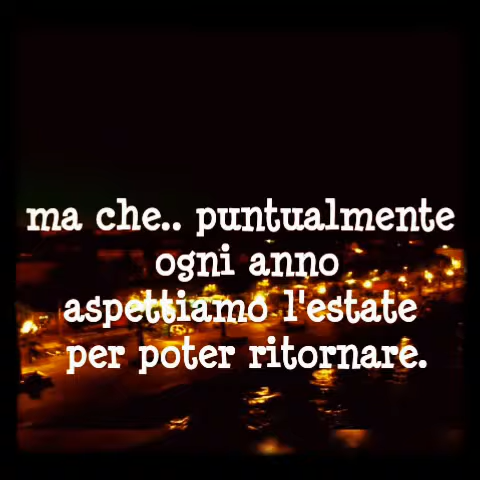 ma che.. puntualmente
ogni anno
aspettiamo l'estate
per poter ritornare.